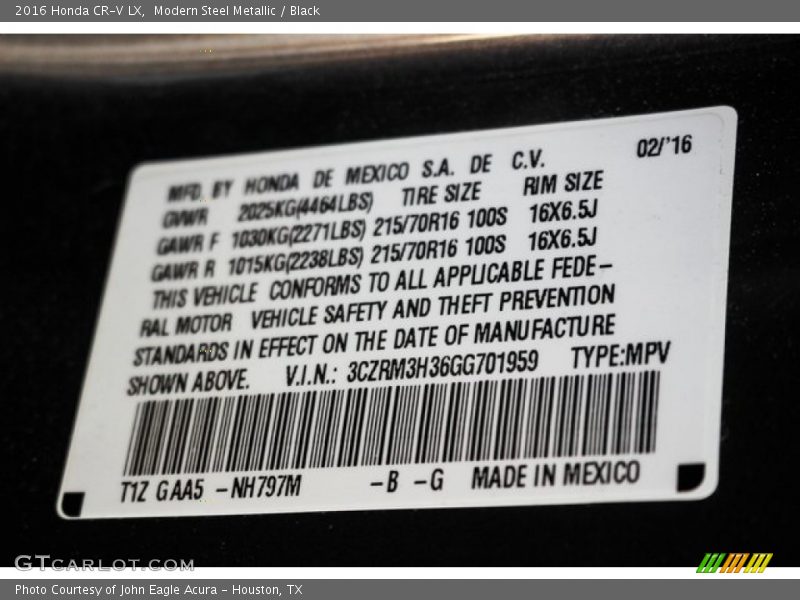 2016 Honda CR-V LX, Modern Steel Metallic / Black
02/'16
MFD. BY HONDA DE MEXICO S.A. DE C.V.
GVWR 2025KG(4464LBS) TIRE SIZE RIM SIZE
GAWR F 1030KG(2271LBS) 215/70R16 100S 16X6.5J
GAWR R 1015KG(2238LBS) 215/70R16 100S 16X6.5J
THIS VEHICLE CONFORMS TO ALL APPLICABLE FEDE-
RAL MOTOR VEHICLE SAFETY AND THEFT PREVENTION
STANDARDS IN EFFECT ON THE DATE OF MANUFACTURE
SHOWN ABOVE. V.I.N.: 3CZRM3H36GG701959 TYPE:MPV
T1Z GAA5 -NH797M -B -G MADE IN MEXICO
GTCARLOT.COM
Photo Courtesy of John Eagle Acura - Houston, TX